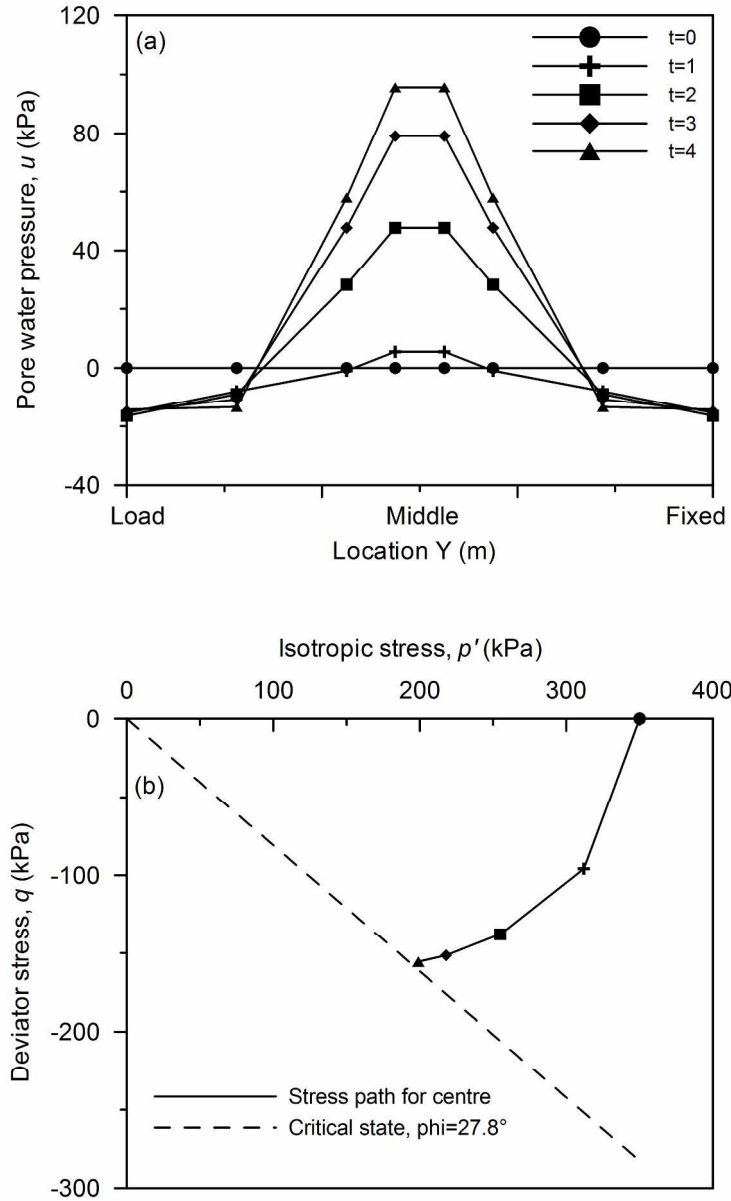 120
(a)
t=0
t=1
80
t=2
t=3
t=4
40
0
-40
Pore water pressure, u (kPa)
Load
Middle
Fixed
Location Y (m)
Isotropic stress, p' (kPa)
0
100
200
300
400
0
(b)
-100
-200
-300
Deviator stress, q (kPa)
Stress path for centre
Critical state, phi=27.8°